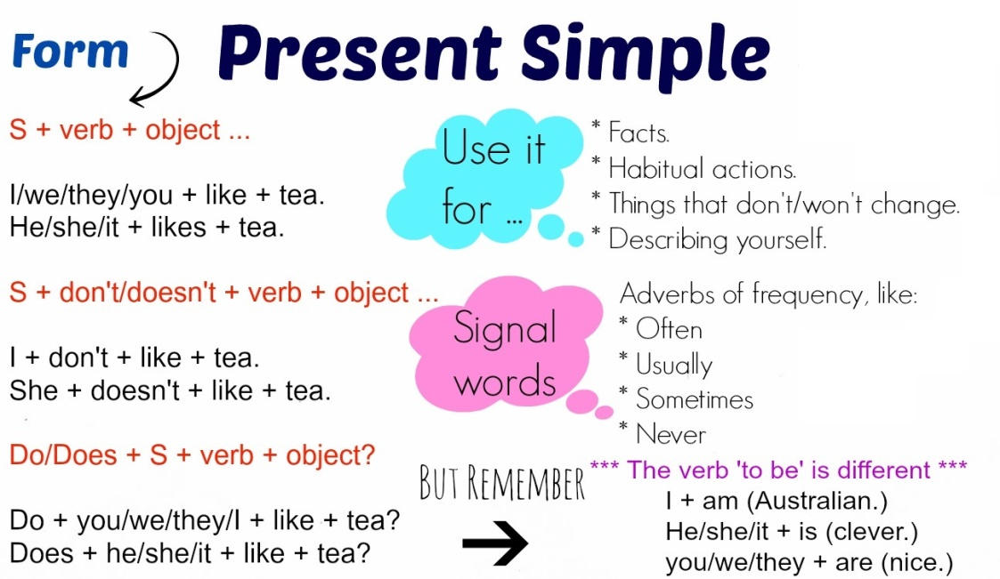 Form
Present Simple
S + verb + object ...
I/we/they/you + like + tea.
He/she/it + likes + tea.
S + don't/doesn't + verb + object ...
I + don't + like + tea.
She + doesn't + like + tea.
Do/Does + S + verb + object?
Do + you/we/they/I + like + tea?
Does + he/she/it + like + tea?
Use it
for ...
* Facts.
* Habitual actions.
* Things that don't/won't change.
* Describing yourself.
Signal
words
Adverbs of frequency, like:
* Often
* Usually
* Sometimes
* Never
BUT REMEMBER
*** The verb 'to be' is different ***
I + am (Australian.)
He/she/it + is (clever.)
you/we/they + are (nice.)